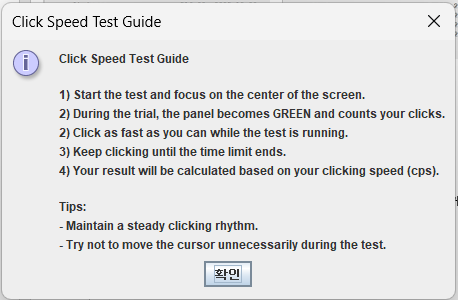 Click Speed Test Guide
Click Speed Test Guide
1) Start the test and focus on the center of the screen.
2) During the trial, the panel becomes GREEN and counts your clicks.
2) Click as fast as you can while the test is running.
3) Keep clicking until the time limit ends.
4) Your result will be calculated based on your clicking speed (cps).
Tips:
- Maintain a steady clicking rhythm.
- Try not to move the cursor unnecessarily during the test.
확인